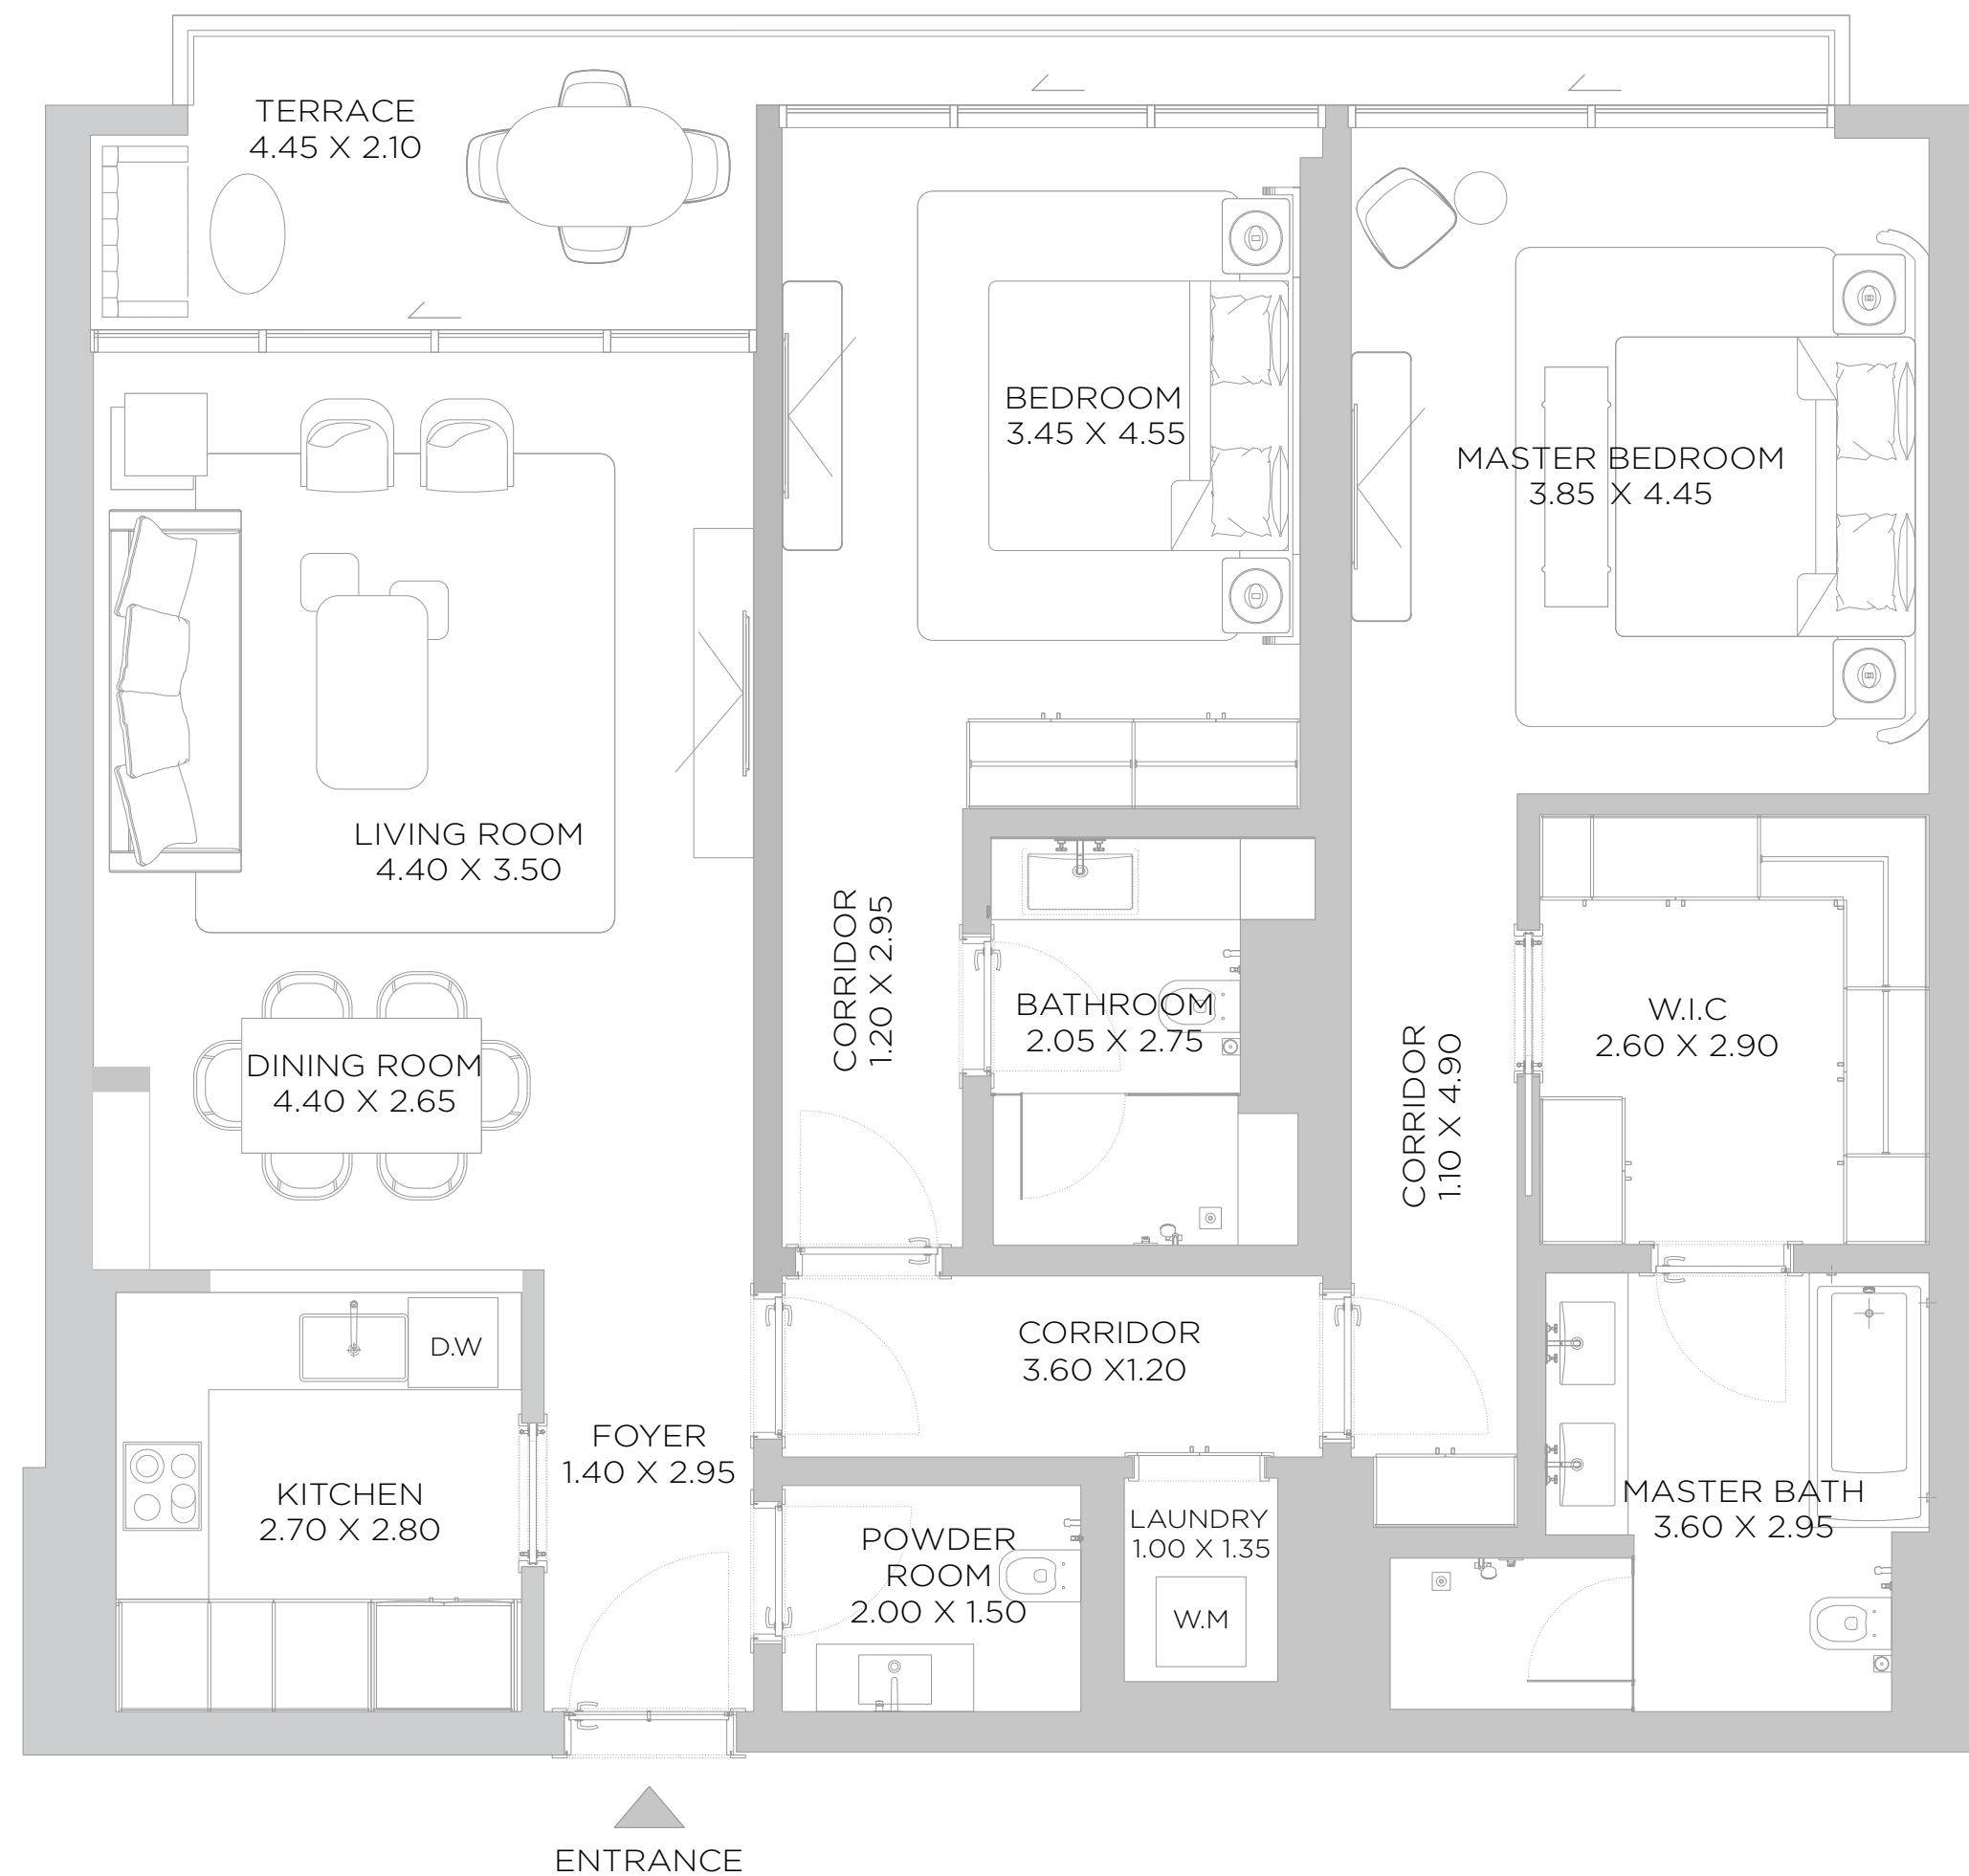 TERRACE
4.45 X 2.10
BEDROOM
3.45 X 4.55
MASTER BEDROOM
3.85 X 4.45
LIVING ROOM
4.40 X 3.50
CORRIDOR
1.20 X 2.95
BATHROOM
2.05 X 2.75
CORRIDOR
1.10 X 4.90
W.I.C
2.60 X 2.90
DINING ROOM
4.40 X 2.65
D.W
CORRIDOR
3.60 X1.20
FOYER
1.40 X 2.95
KITCHEN
2.70 X 2.80
POWDER
ROOM
2.00 X 1.50
LAUNDRY
1.00 X 1.35
W.M
MASTER BATH
3.60 X 2.95
ENTRANCE